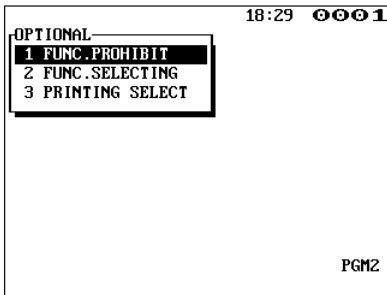 18:29 0001
OPTIONAL
1 FUNC.PROHIBIT
2 FUNC.SELECTING
3 PRINTING SELECT
PGM2